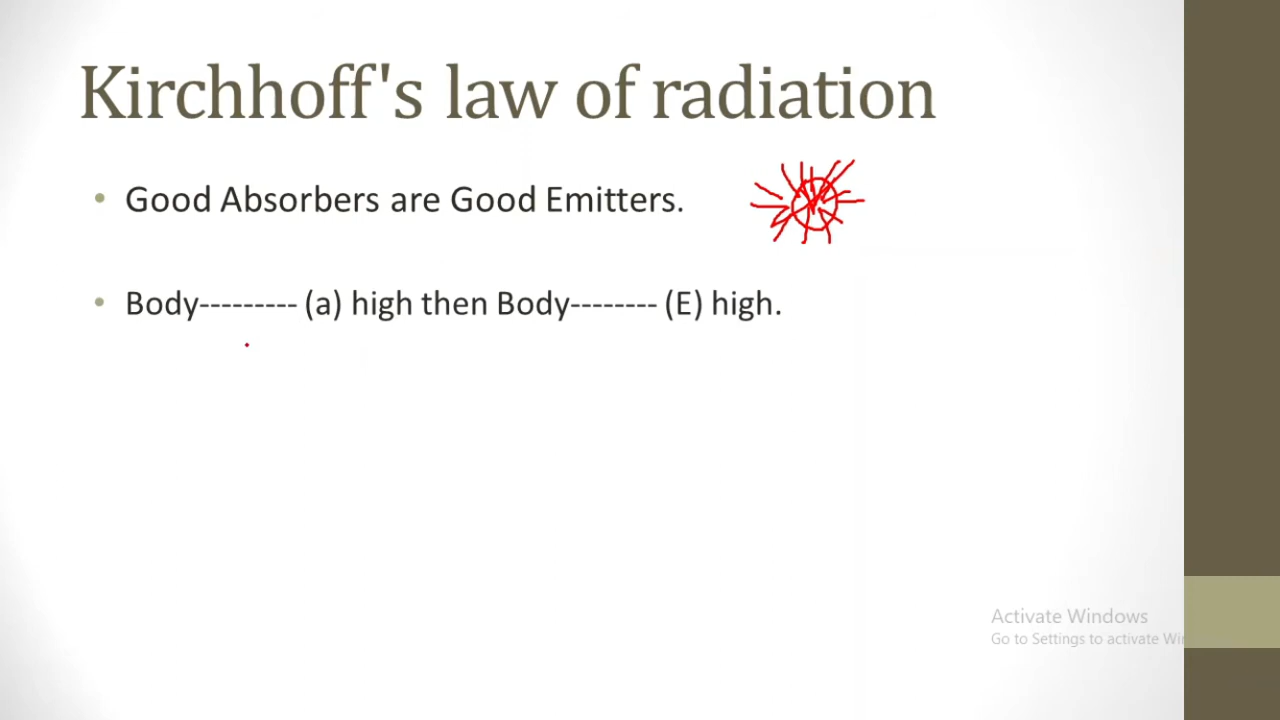 Kirchhoff's law of radiation
• Good Absorbers are Good Emitters.
• Body--------- (a) high then Body-------- (E) high.
Activate Windows
Go to Settings to activate Wi